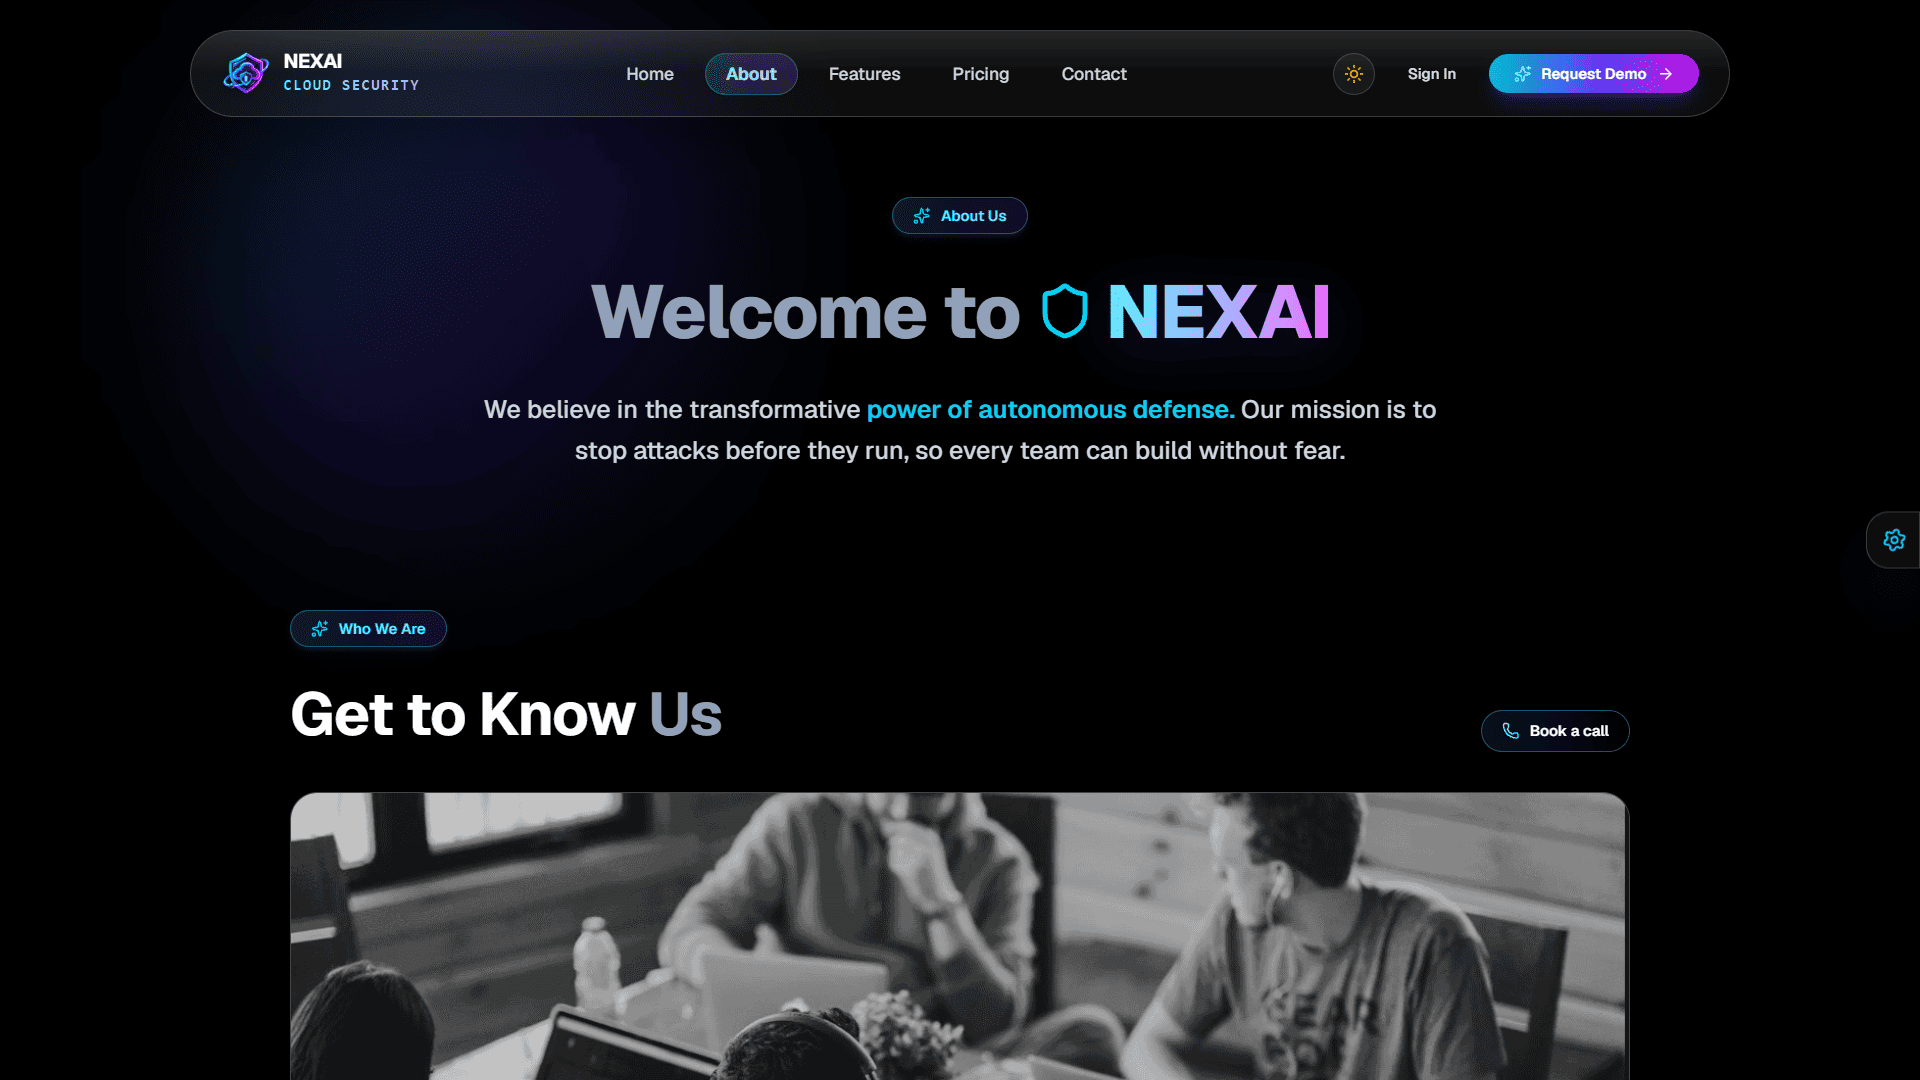 NEXAI
CLOUD SECURITY
Home
About
Features
Pricing
Contact
Sign In
Request Demo
About Us
Welcome to NEXAI
We believe in the transformative power of autonomous defense. Our mission is to
stop attacks before they run, so every team can build without fear.
Who We Are
Get to Know Us
Book a call